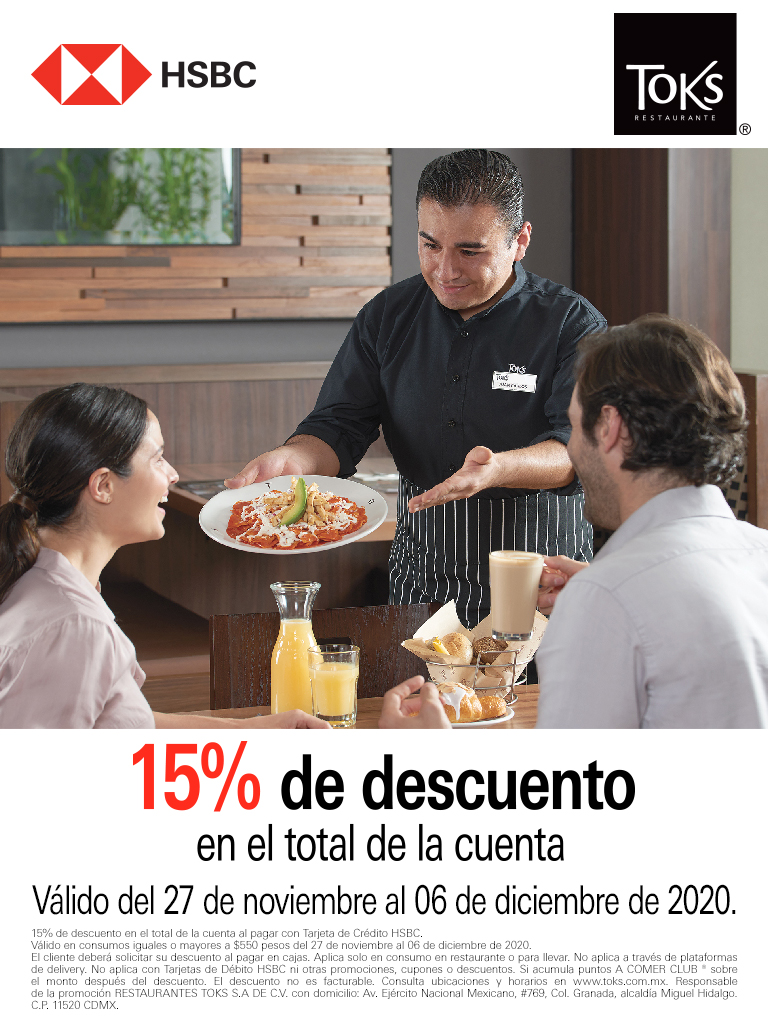 HSBC
TOKS
RESTAURANTE
®
TOKS
15% de descuento
en el total de la cuenta
Válido del 27 de noviembre al 06 de diciembre de 2020.
15% de descuento en el total de la cuenta al pagar con Tarjeta de Crédito HSBC.
Válido en consumos iguales o mayores a $550 pesos del 27 de noviembre al 06 de diciembre de 2020.
El cliente deberá solicitar su descuento al pagar en cajas. Aplica solo en consumo en restaurante o para llevar. No aplica a través de plataformas
de delivery. No aplica con Tarjetas de Débito HSBC ni otras promociones, cupones o descuentos. Si acumula puntos A COMER CLUB ® sobre
el monto después del descuento. El descuento no es facturable. Consulta ubicaciones y horarios en www.toks.com.mx. Responsable
de la promoción RESTAURANTES TOKS S.A DE C.V. con domicilio: Av. Ejército Nacional Mexicano, #769, Col. Granada, alcaldía Miguel Hidalgo.
C.P. 11520 CDMX.